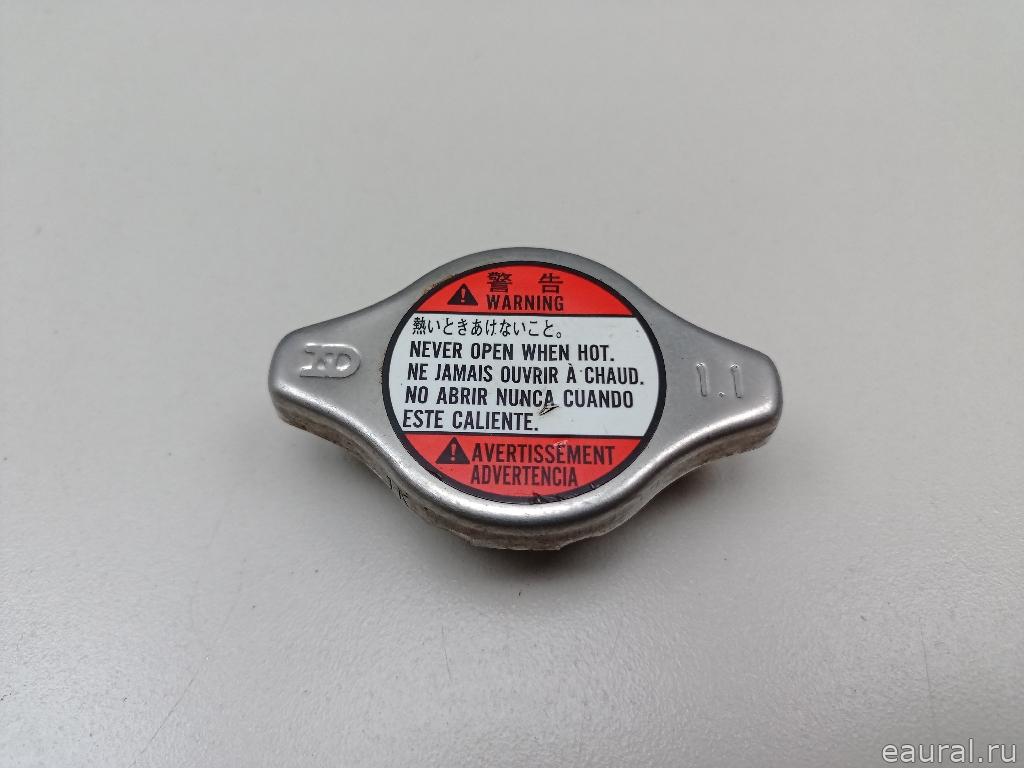 警告
WARNING
熱いときあけないこと。
NEVER OPEN WHEN HOT.
NE JAMAIS OUVRIR À CHAUD.
NO ABRIR NUNCA CUANDO
ESTE CALIENTE.
AVERTISSEMENT
ADVERTENCIA
1.1
eaural.ru